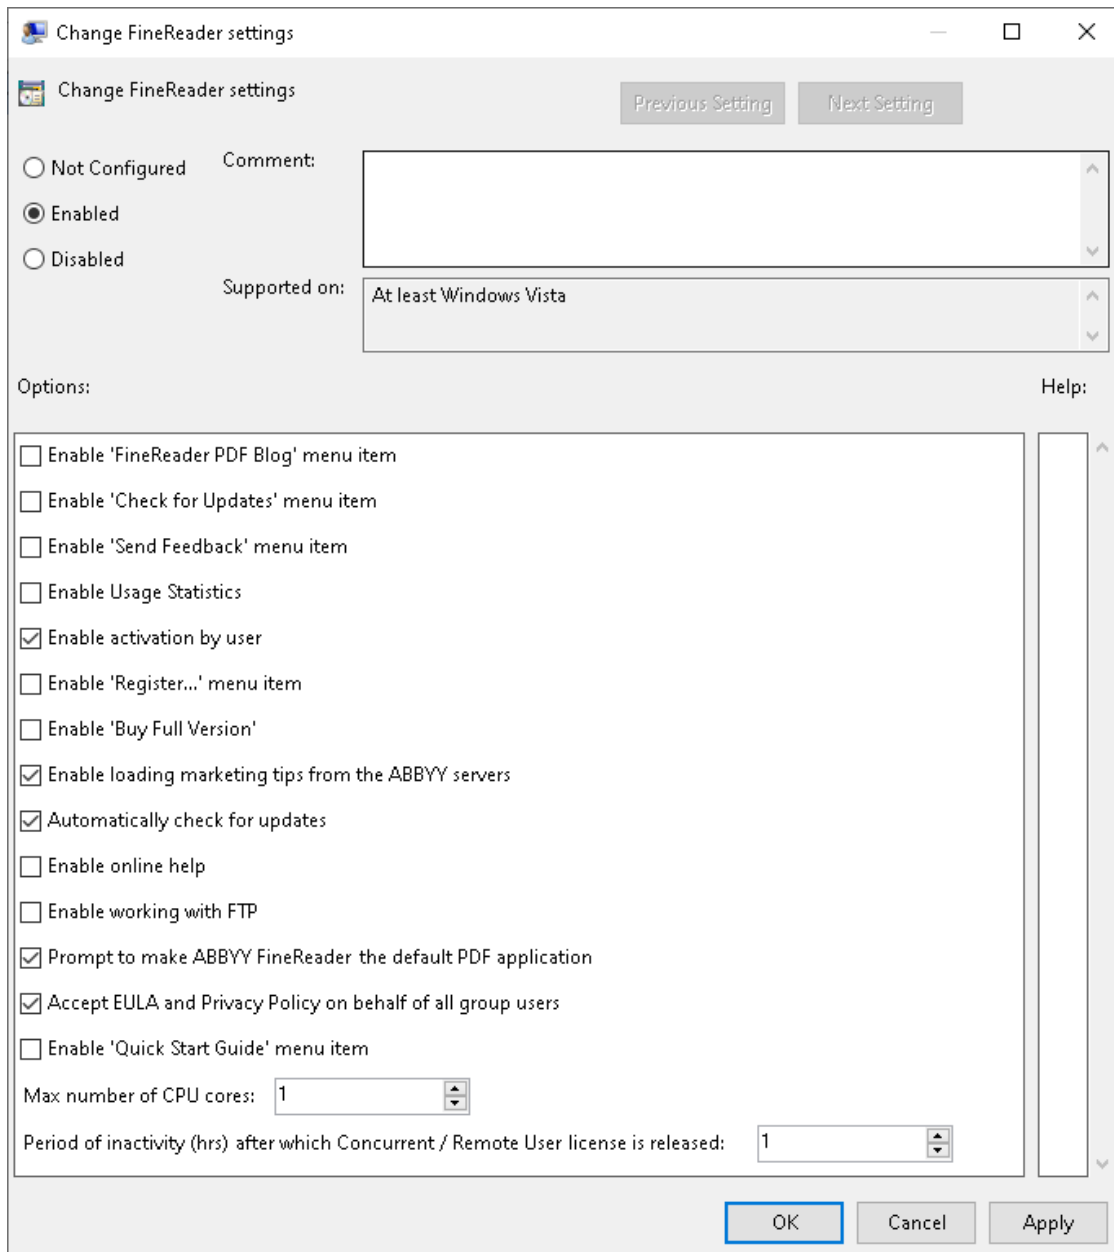 Change FineReader settings
Change FineReader settings
Previous Setting
Next Setting
Not Configured
Comment:
Enabled
Disabled
Supported on:
At least Windows Vista
Options:
Help:
Enable 'FineReader PDF Blog' menu item
Enable 'Check for Updates' menu item
Enable 'Send Feedback' menu item
Enable Usage Statistics
Enable activation by user
Enable 'Register...' menu item
Enable 'Buy Full Version'
Enable loading marketing tips from the ABBYY servers
Automatically check for updates
Enable online help
Enable working with FTP
Prompt to make ABBYY FineReader the default PDF application
Accept EULA and Privacy Policy on behalf of all group users
Enable 'Quick Start Guide' menu item
Max number of CPU cores: 1
Period of inactivity (hrs) after which Concurrent / Remote User license is released: 1
OK
Cancel
Apply